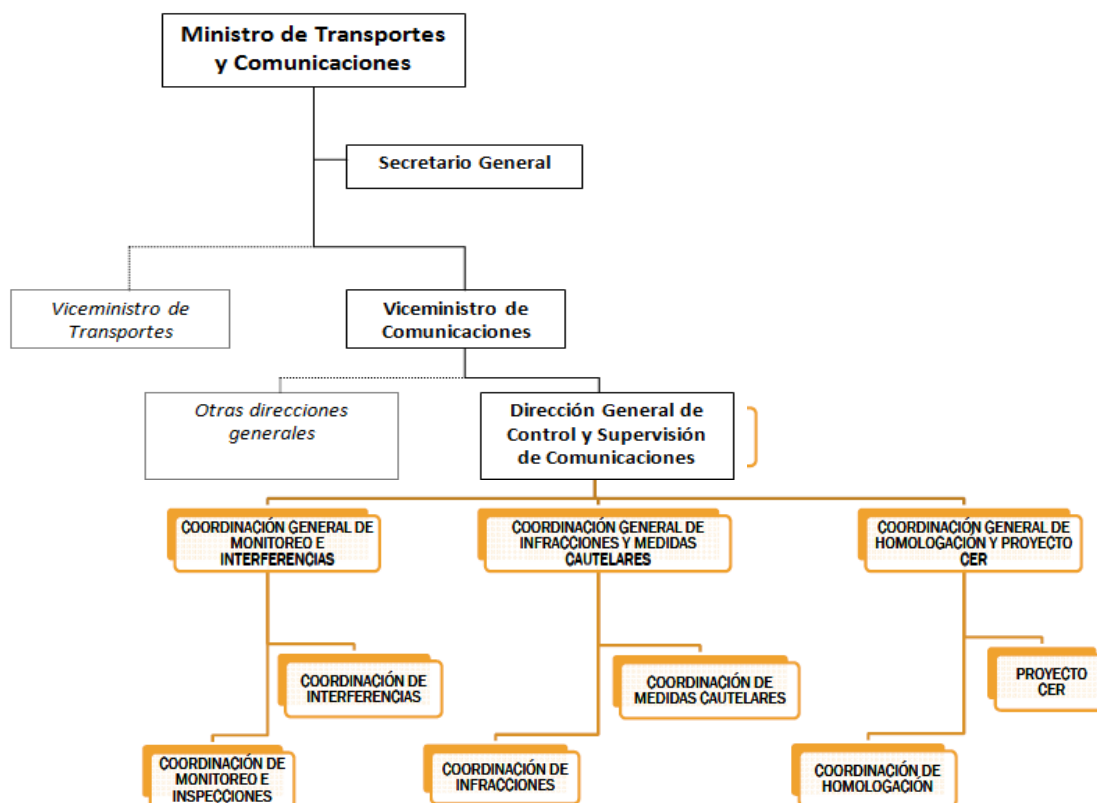 Ministro de Transportes
y Comunicaciones
Secretario General
Viceministro de
Transportes
Viceministro de
Comunicaciones
Otras direcciones
generales
Dirección General de
Control y Supervisión
de Comunicaciones
COORDINACIÓN GENERAL DE
MONITOREO E
INTERFERENCIAS
COORDINACIÓN GENERAL DE
INFRACCIONES Y MEDIDAS
CAUTELARES
COORDINACIÓN GENERAL DE
HOMOLOGACIÓN Y PROYECTO
CER
COORDINACIÓN DE
INTERFERENCIAS
COORDINACIÓN DE
MEDIDAS CAUTELARES
PROYECTO
CER
COORDINACIÓN DE
MONITOREO E
INSPECCIONES
COORDINACIÓN DE
INFRACCIONES
COORDINACIÓN DE
HOMOLOGACIÓN